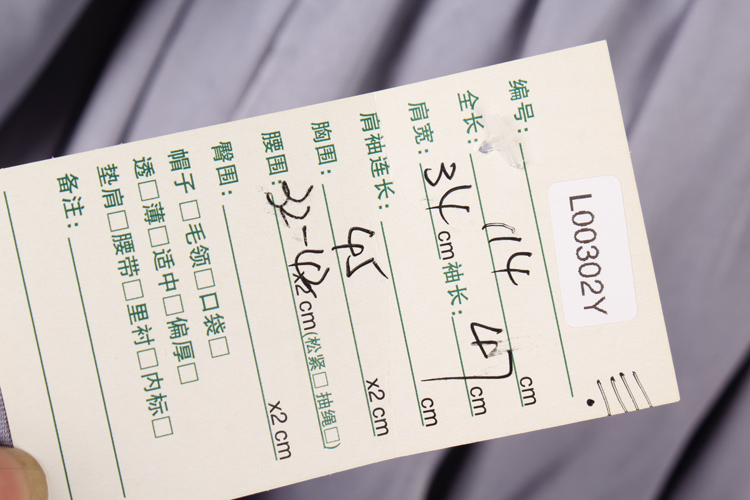 编号: L00302Y
全长: 114 cm
肩宽: 34 cm 袖长: 47 cm
肩袖连长: cm
胸围: 45 x2 cm
腰围: 32-42 x2 cm (松紧□ 抽绳□)
臀围: x2 cm
帽子□ 毛领□ 口袋□
透□ 薄□ 适中□ 偏厚□
垫肩□ 腰带□ 里衬□ 内标□
备注: